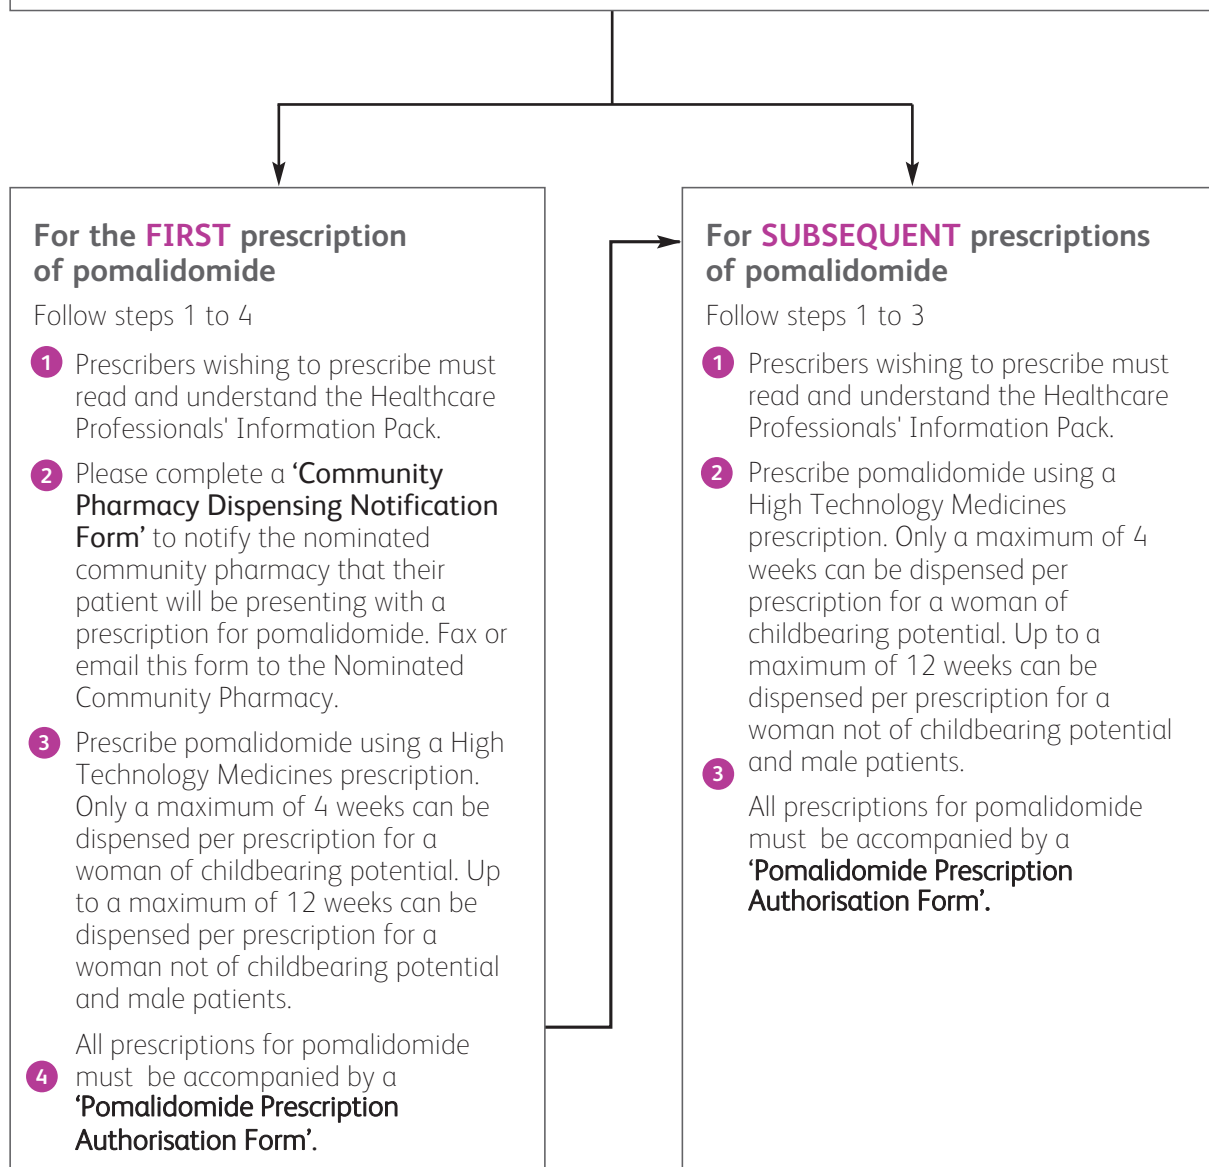 For the FIRST prescription
of pomalidomide
Follow steps 1 to 4
1 Prescribers wishing to prescribe must
read and understand the Healthcare
Professionals' Information Pack.
2 Please complete a ‘Community
Pharmacy Dispensing Notification
Form’ to notify the nominated
community pharmacy that their
patient will be presenting with a
prescription for pomalidomide. Fax or
email this form to the Nominated
Community Pharmacy.
3 Prescribe pomalidomide using a High
Technology Medicines prescription.
Only a maximum of 4 weeks can be
dispensed per prescription for a
woman of childbearing potential. Up
to a maximum of 12 weeks can be
dispensed per prescription for a
woman not of childbearing potential
and male patients.
All prescriptions for pomalidomide
4 must be accompanied by a
‘Pomalidomide Prescription
Authorisation Form’.
For SUBSEQUENT prescriptions
of pomalidomide
Follow steps 1 to 3
1 Prescribers wishing to prescribe must
read and understand the Healthcare
Professionals' Information Pack.
2 Prescribe pomalidomide using a
High Technology Medicines
prescription. Only a maximum of 4
weeks can be dispensed per
prescription for a woman of
childbearing potential. Up to a
maximum of 12 weeks can be
dispensed per prescription for a
woman not of childbearing potential
3 and male patients.
All prescriptions for pomalidomide
must be accompanied by a
‘Pomalidomide Prescription
Authorisation Form’.